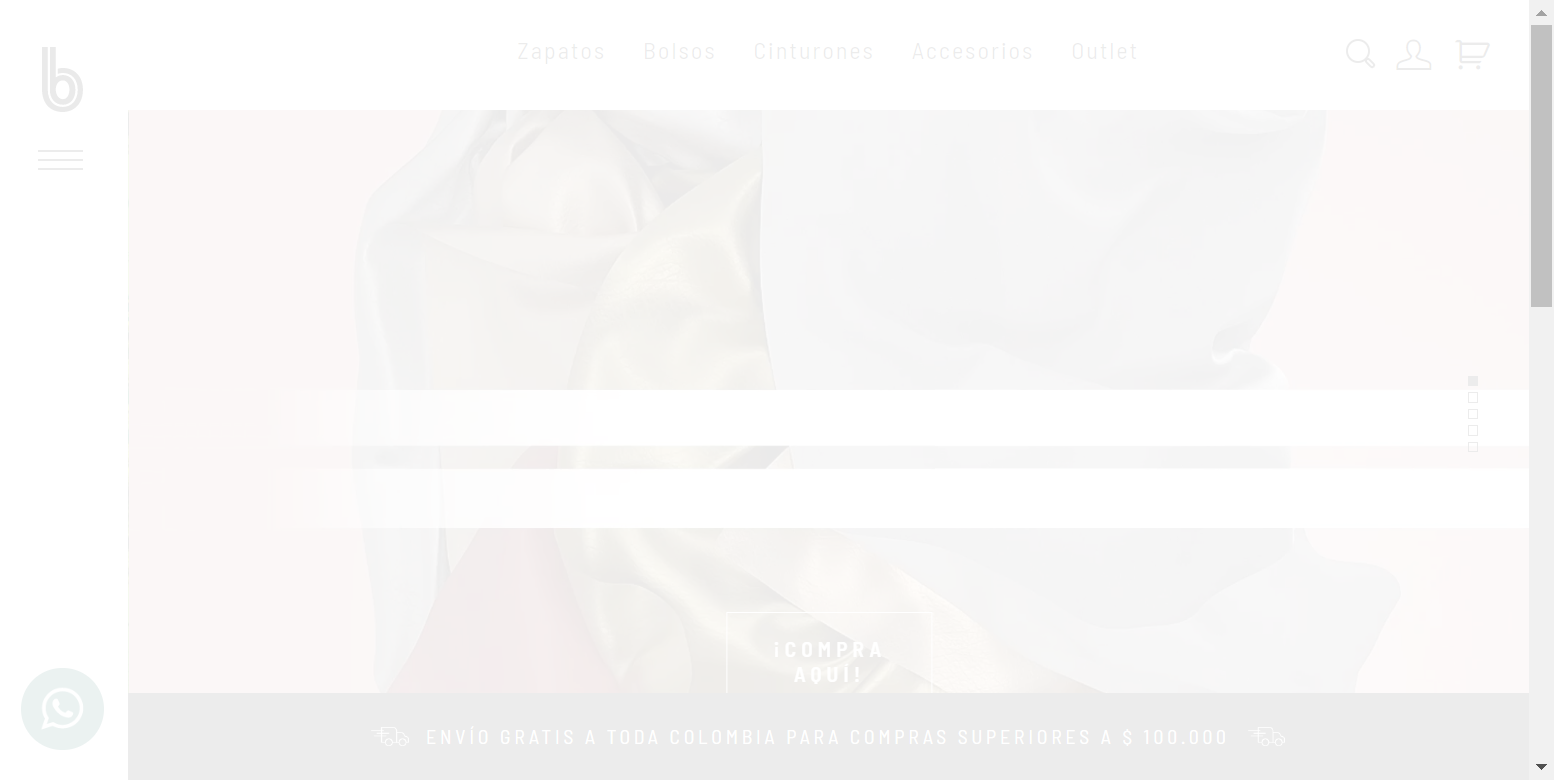 b
Zapatos Bolsos Cinturones Accesorios Outlet
¡COMPRA
AQUÍ!
ENVÍO GRATIS A TODA COLOMBIA PARA COMPRAS SUPERIORES A $ 100.000